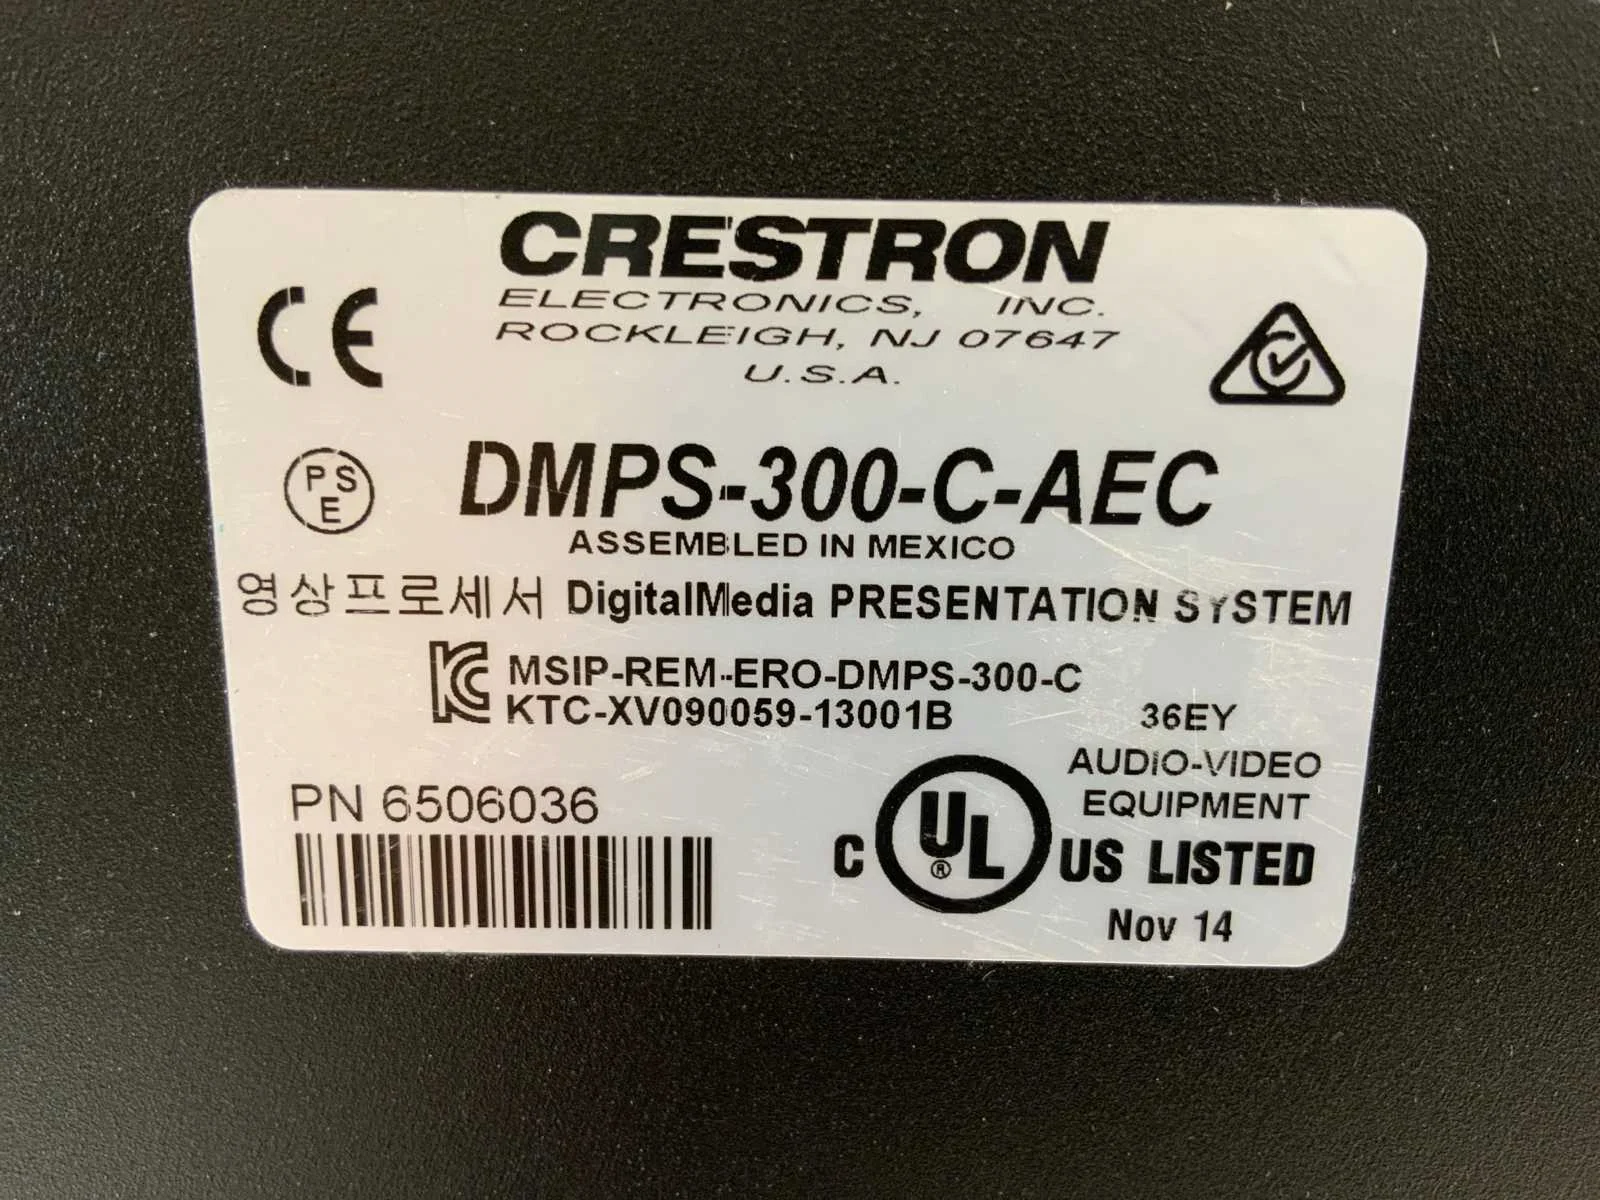 CRESTRON
ELECTRONICS, INC.
ROCKLEIGH, NJ 07647
U.S.A.
CE
PSE
DMPS-300-C-AEC
ASSEMBLED IN MEXICO
영상프로세서 DigitalMedia PRESENTATION SYSTEM
MSIP-REM-ERO-DMPS-300-C
KTC-XV090059-13001B
36EY
AUDIO-VIDEO
EQUIPMENT
PN 6506036
C UL® US LISTED
Nov 14